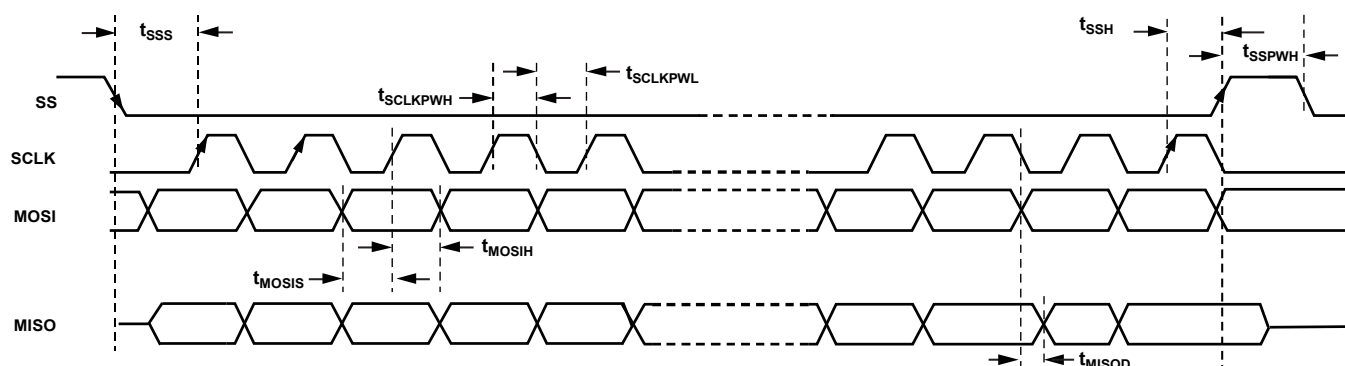 tSSS
tSSH
tSSPWH
tSCLKPWL
tSCLKPWH
SS
SCLK
MOSI
tMOSIH
tMOSIS
MISO
tMISOD